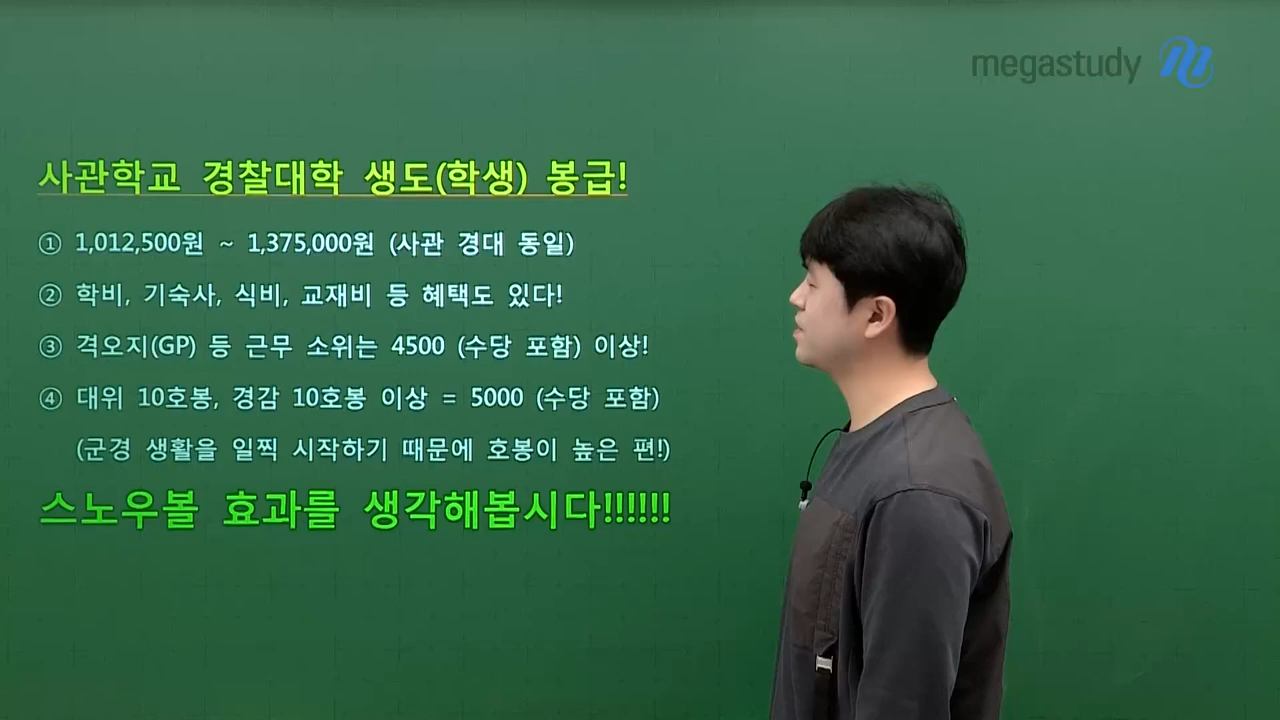 megastudy
사관학교 경찰대학 생도(학생) 봉급!
① 1,012,500원 ~ 1,375,000원 (사관 경대 동일)
② 학비, 기숙사, 식비, 교재비 등 혜택도 있다!
③ 격오지(GP) 등 근무 소위는 4500 (수당 포함) 이상!
④ 대위 10호봉, 경감 10호봉 이상 = 5000 (수당 포함)
(군경 생활을 일찍 시작하기 때문에 호봉이 높은 편!)
스노우볼 효과를 생각해봅시다!!!!!!